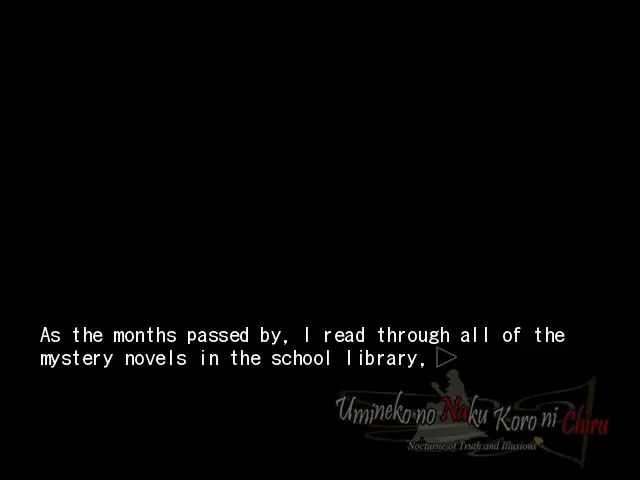 As the months passed by, I read through all of the
mystery novels in the school library,
Umineko no Naku Koro ni Chiru
Nocturne of Truth and Illusions